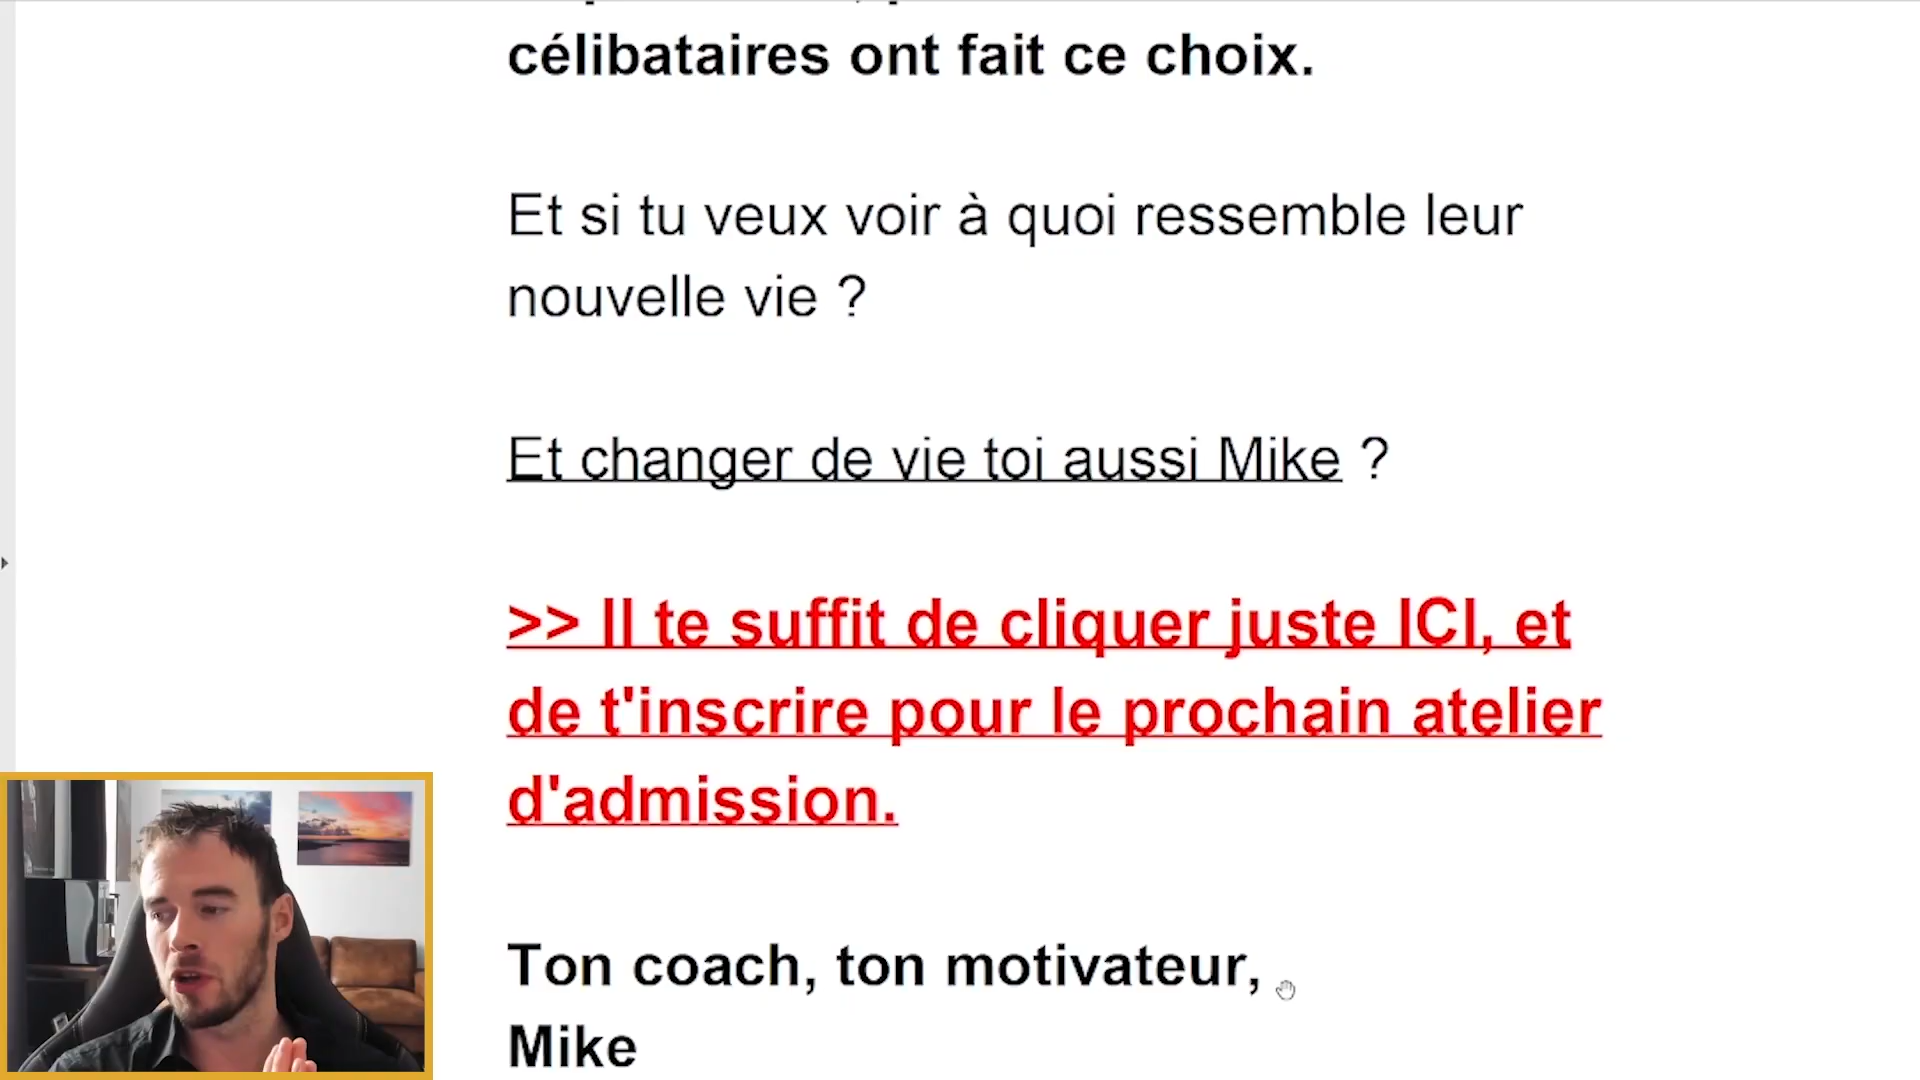 célibataires ont fait ce choix.
Et si tu veux voir à quoi ressemble leur
nouvelle vie ?
Et changer de vie toi aussi Mike ?
>> Il te suffit de cliquer juste ICI, et
de t'inscrire pour le prochain atelier
d'admission.
Ton coach, ton motivateur,
Mike